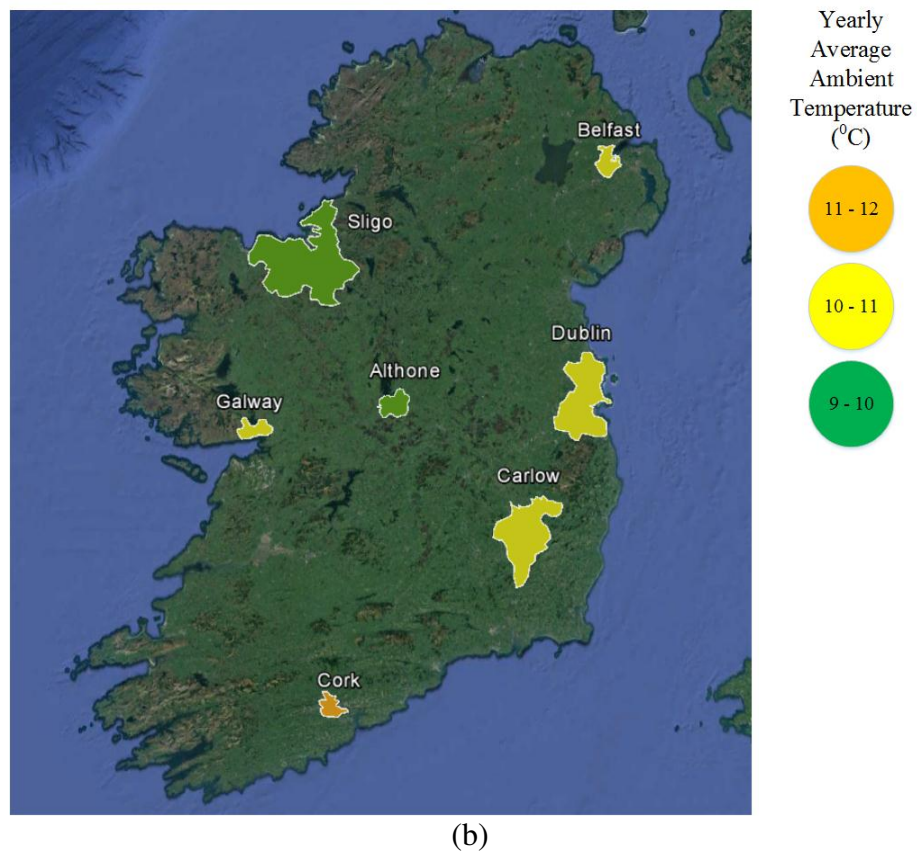 Yearly
Average
Ambient
Temperature
(⁰C)
11 - 12
10 - 11
9 - 10
Belfast
Sligo
Dublin
Althone
Galway
Carlow
Cork
(b)